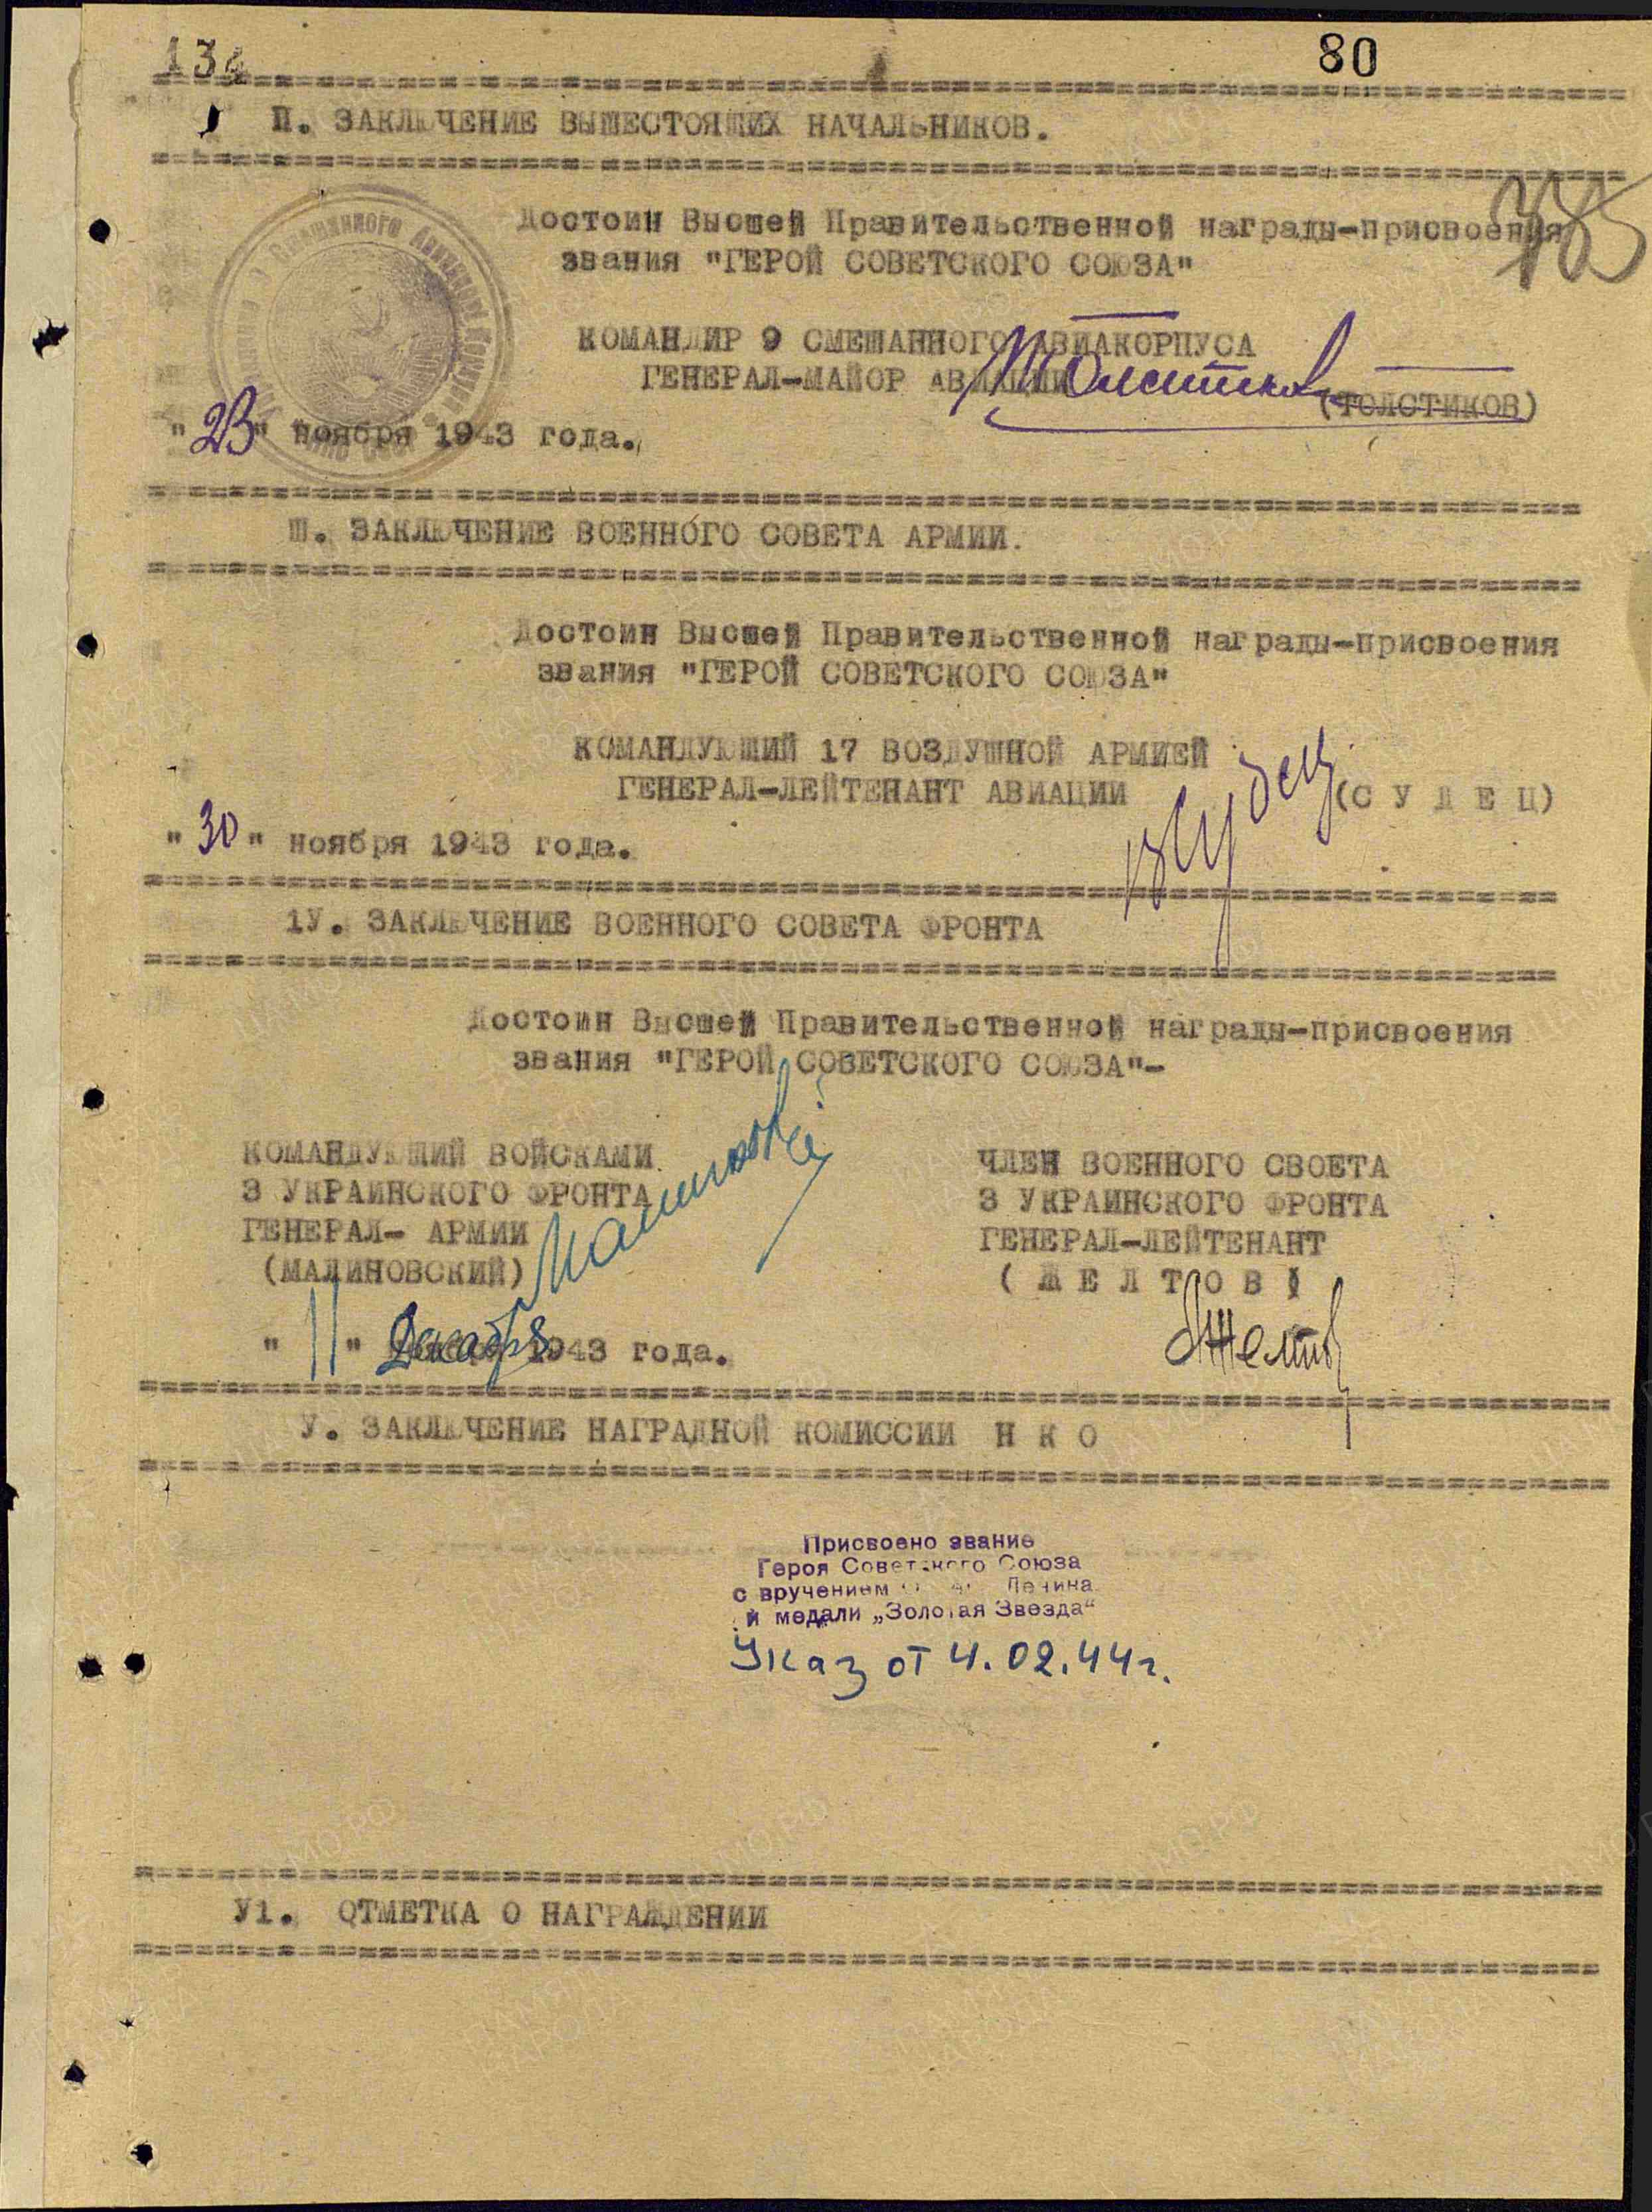 134
80
П. ЗАКЛЮЧЕНИЕ ВЫШЕСТОЯЩИХ НАЧАЛЬНИКОВ.
Достоин Высшей Правительственной награды-присвоения
звания "ГЕРОЙ СОВЕТСКОГО СОЮЗА"
КОМАНДИР 9 СМЕШАННОГО АВИАКОРПУСА
ГЕНЕРАЛ-МАЙОР АВИАЦИИ Толстиков
(ТОЛСТИКОВ)
"23" ноября 1943 года.
Ш. ЗАКЛЮЧЕНИЕ ВОЕННОГО СОВЕТА АРМИИ.
Достоин Высшей Правительственной награды-присвоения
звания "ГЕРОЙ СОВЕТСКОГО СОЮЗА"
КОМАНДУЮЩИЙ 17 ВОЗДУШНОЙ АРМИЕЙ
ГЕНЕРАЛ-ЛЕЙТЕНАНТ АВИАЦИИ ВСудец (С У Д Е Ц)
"30" ноября 1943 года.
1У. ЗАКЛЮЧЕНИЕ ВОЕННОГО СОВЕТА ФРОНТА
Достоин Высшей Правительственной награды-присвоения
звания "ГЕРОЙ СОВЕТСКОГО СОЮЗА"-
КОМАНДУЮЩИЙ ВОЙСКАМИ
3 УКРАИНСКОГО ФРОНТА
ГЕНЕРАЛ- АРМИИ
(МАЛИНОВСКИЙ)
"11" Декабря 1943 года.
ЧЛЕН ВОЕННОГО СВОЕТА
3 УКРАИНСКОГО ФРОНТА
ГЕНЕРАЛ-ЛЕЙТЕНАНТ
( Ж Е Л Т О В )
АЖелтов
У. ЗАКЛЮЧЕНИЕ НАГРАДНОЙ КОМИССИИ Н К О
Присвоено звание
Героя Советского Союза
с вручением Ленина
и медали „Золотая Звезда“
Указ от 4.02.44г.
У1. ОТМЕТКА О НАГРАЖДЕНИИ